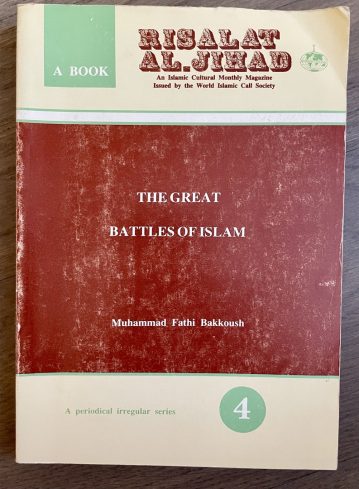 A BOOK
RISALAT
AL-JIHAD
An Islamic Cultural Monthly Magazine
Issued by the World Islamic Call Society
THE GREAT
BATTLES OF ISLAM
Muhammad Fathi Bakkoush
A periodical irregular series
4